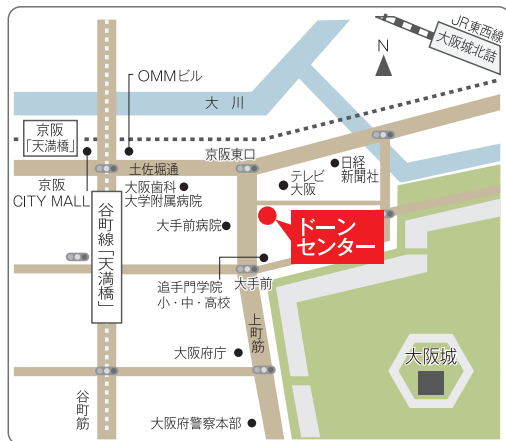 JR東西線
大阪城北詰
N
OMMビル
大川
京阪
「天満橋」
京阪東口
土佐堀通
日経
新聞社
テレビ
大阪
京阪
CITY MALL
大阪歯科
大学附属病院
谷町線「天満橋」
大手前病院
ドーン
センター
追手門学院
小・中・高校
大手前
上町筋
大阪府庁
大阪城
谷町筋
大阪府警察本部